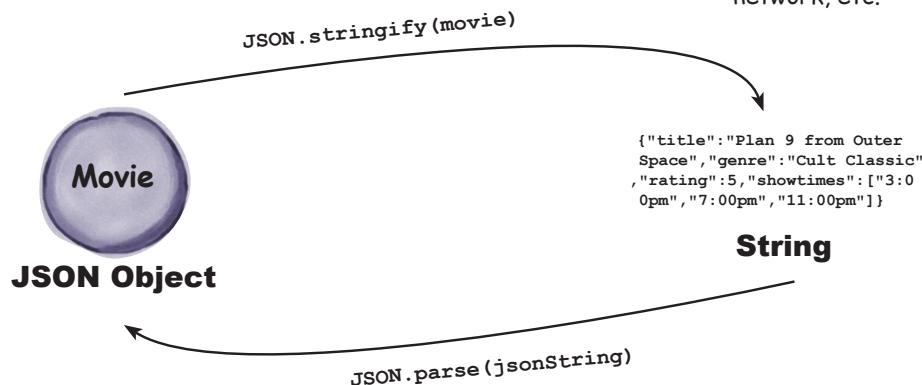 network, etc.
JSON.stringify(movie)
{"title":"Plan 9 from Outer
Space","genre":"Cult Classic"
,"rating":5,"showtimes":["3:0
0pm","7:00pm","11:00pm"]}
Movie
String
JSON Object
JSON.parse(jsonString)